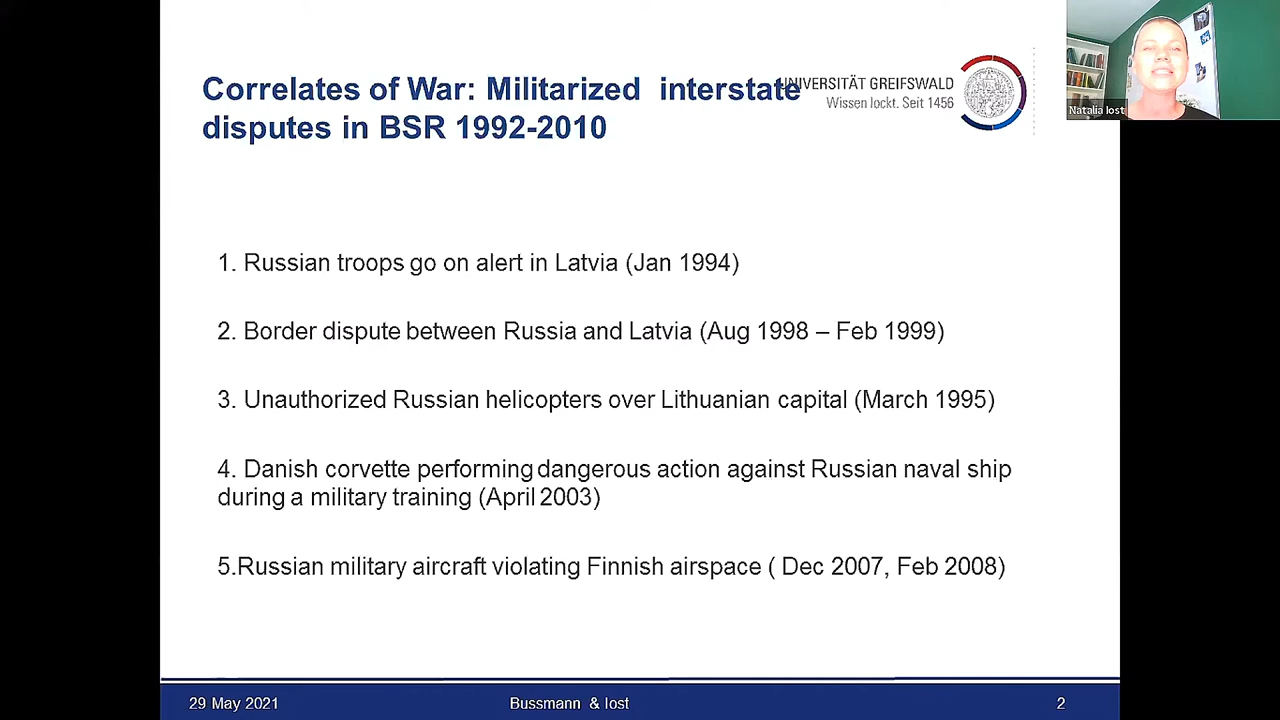 Correlates of War: Militarized interstate
disputes in BSR 1992-2010
UNIVERSITÄT GREIFSWALD
Wissen lockt. Seit 1456
Natalia Iost
1. Russian troops go on alert in Latvia (Jan 1994)
2. Border dispute between Russia and Latvia (Aug 1998 – Feb 1999)
3. Unauthorized Russian helicopters over Lithuanian capital (March 1995)
4. Danish corvette performing dangerous action against Russian naval ship
during a military training (April 2003)
5.Russian military aircraft violating Finnish airspace ( Dec 2007, Feb 2008)
29 May 2021
Bussmann & Iost
2